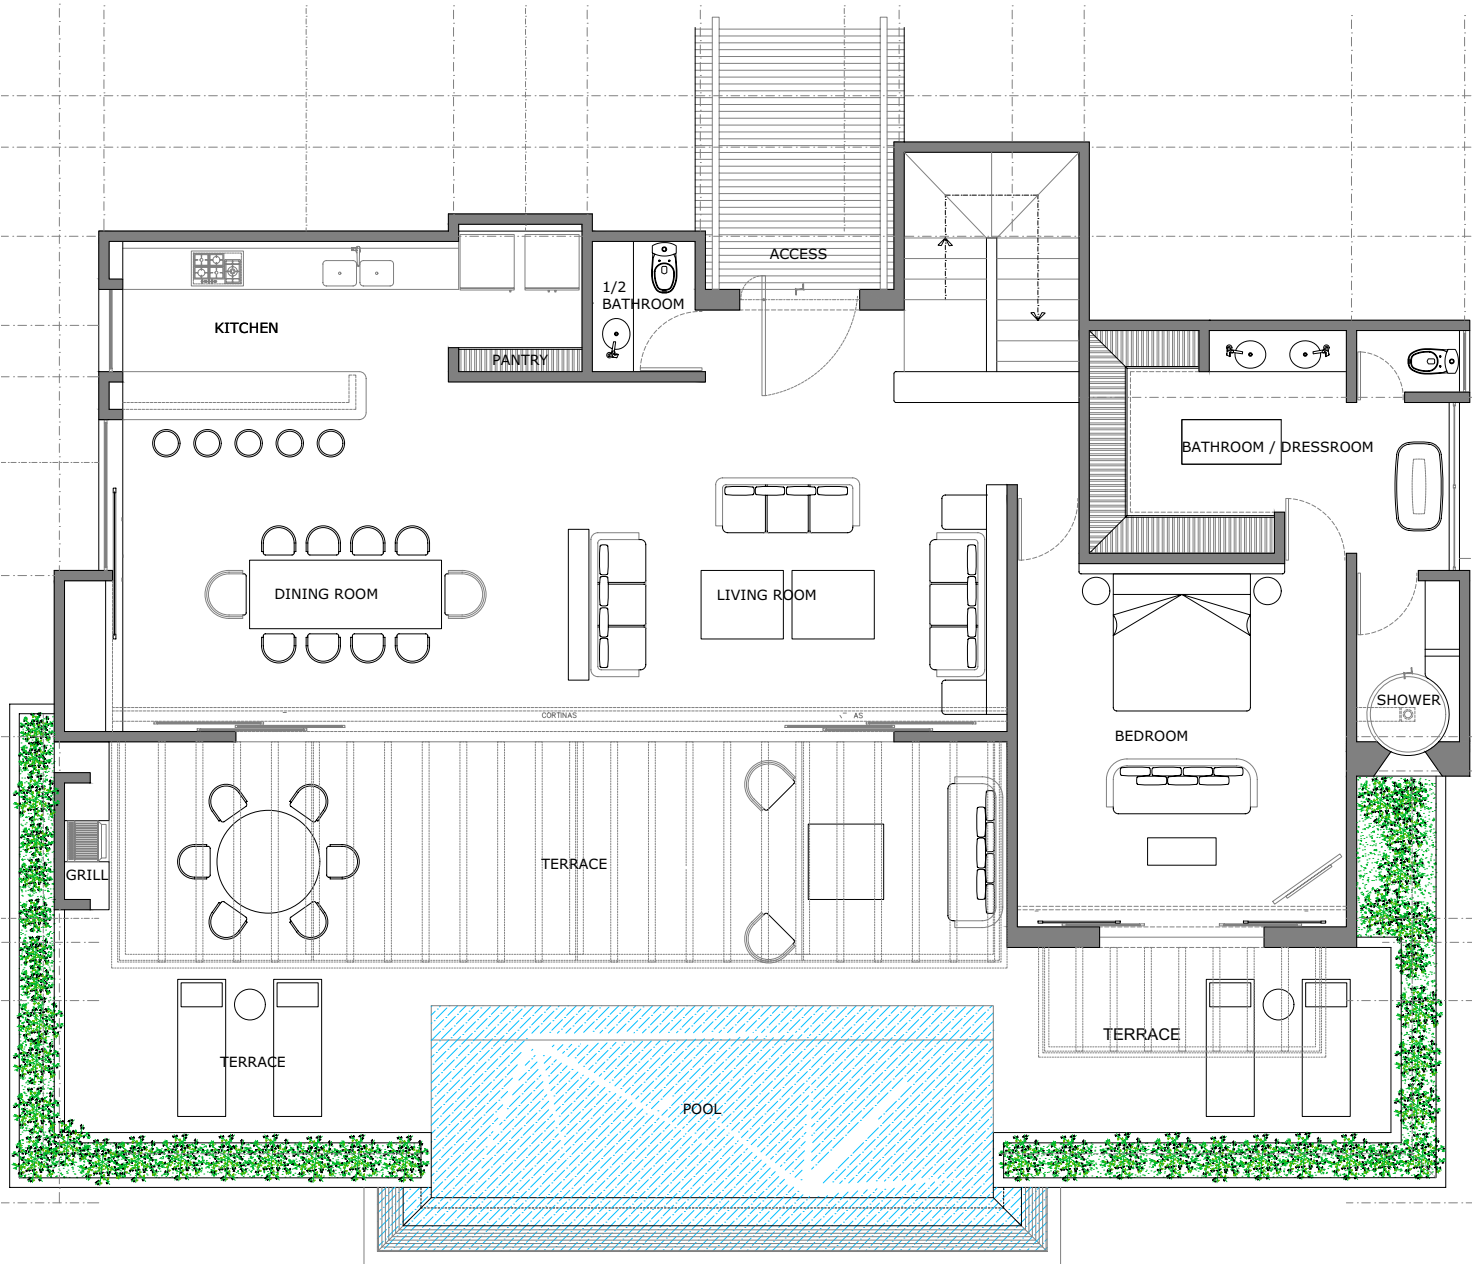 ACCESS
1/2
BATHROOM
KITCHEN
PANTRY
BATHROOM / DRESSROOM
DINING ROOM
LIVING ROOM
SHOWER
CORTINAS
AS
BEDROOM
TERRACE
GRILL
TERRACE
TERRACE
POOL